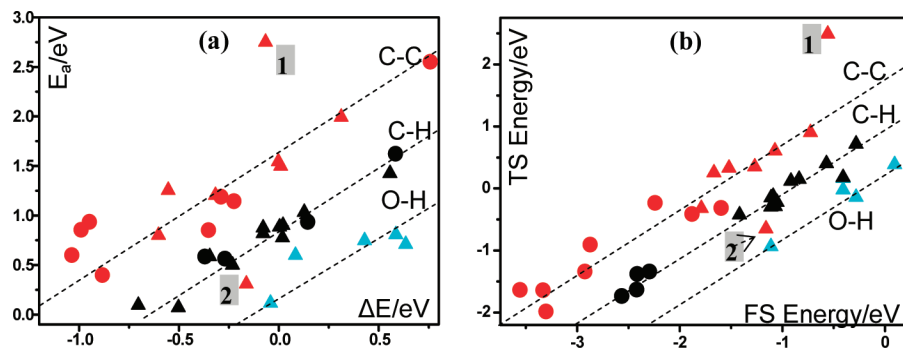 3.0
2.5
2.0
1.5
1.0
0.5
0.0
Eₐ/eV
(a)
1
C-C
C-H
O-H
2
ΔE/eV
-1.0
-0.5
0.0
0.5
2
1
0
-1
-2
TS Energy/eV
(b)
1
C-C
C-H
O-H
2
FS Energy/eV
-3
-2
-1
0